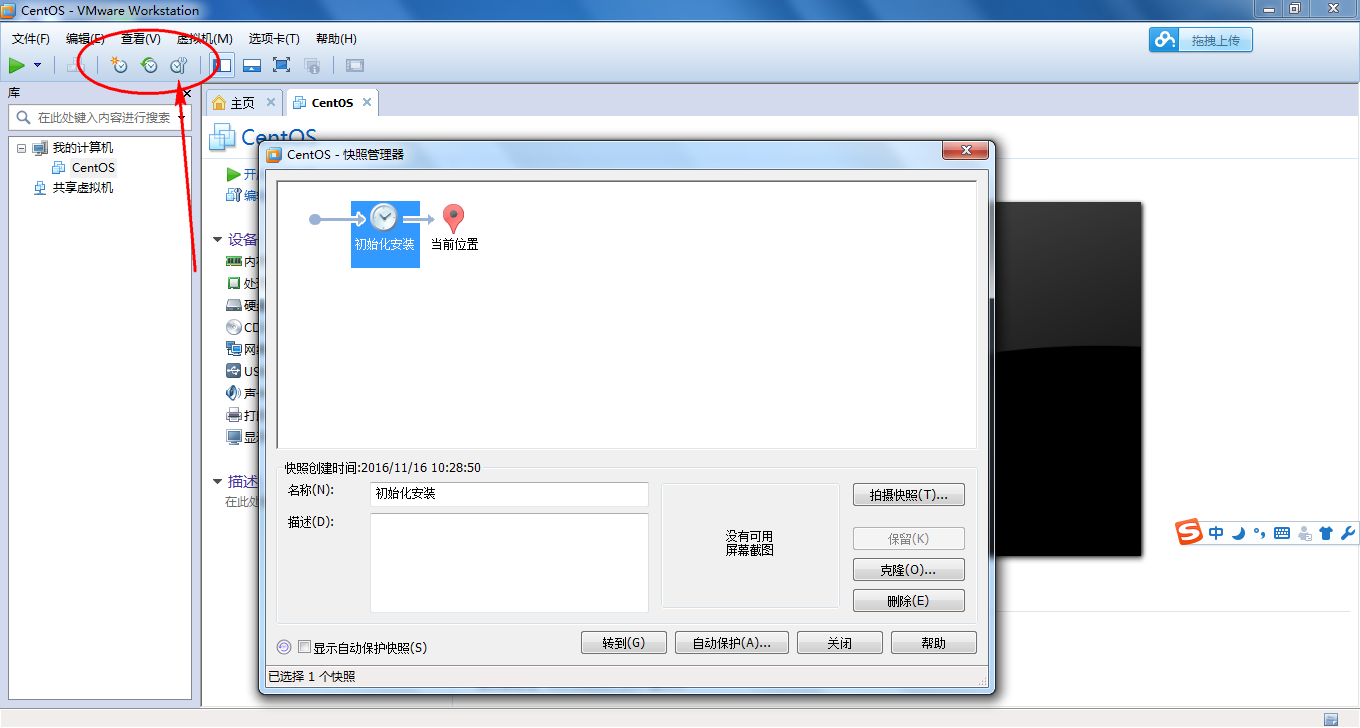 CentOS - VMware Workstation
文件(F) 编辑(E) 查看(V) 虚拟机(M) 选项卡(T) 帮助(H)
拖拽上传
库
主页
CentOS
在此处键入内容进行搜索
CentOS
我的计算机
CentOS
共享虚拟机
开
编
设备
内
处
硬
CD
网
US
声
打
显
描述
在此处
CentOS - 快照管理器
初始化安装
当前位置
快照创建时间:2016/11/16 10:28:50
名称(N):
初始化安装
描述(D):
没有可用
屏幕截图
拍摄快照(T)...
保留(K)
克隆(O)...
删除(E)
显示自动保护快照(S)
转到(G)
自动保护(A)...
关闭
帮助
已选择 1 个快照
中